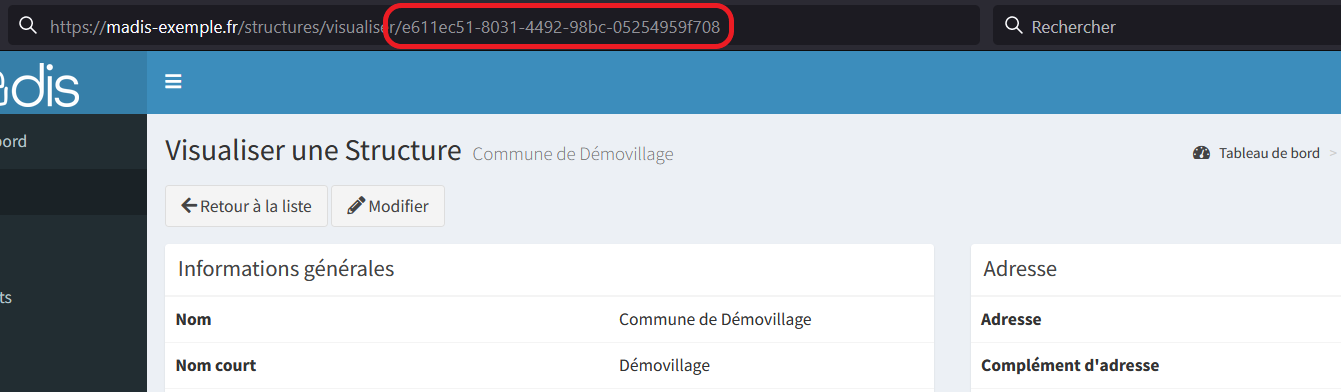 https://madis-exemple.fr/structures/visualiser/e611ec51-8031-4492-98bc-05254959f708
Rechercher
dis
ord
Visualiser une Structure Commune de Démovillage
Tableau de bord >
Retour à la liste
Modifier
ts
Informations générales
Nom
Commune de Démovillage
Nom court
Démovillage
Adresse
Adresse
Complément d'adresse